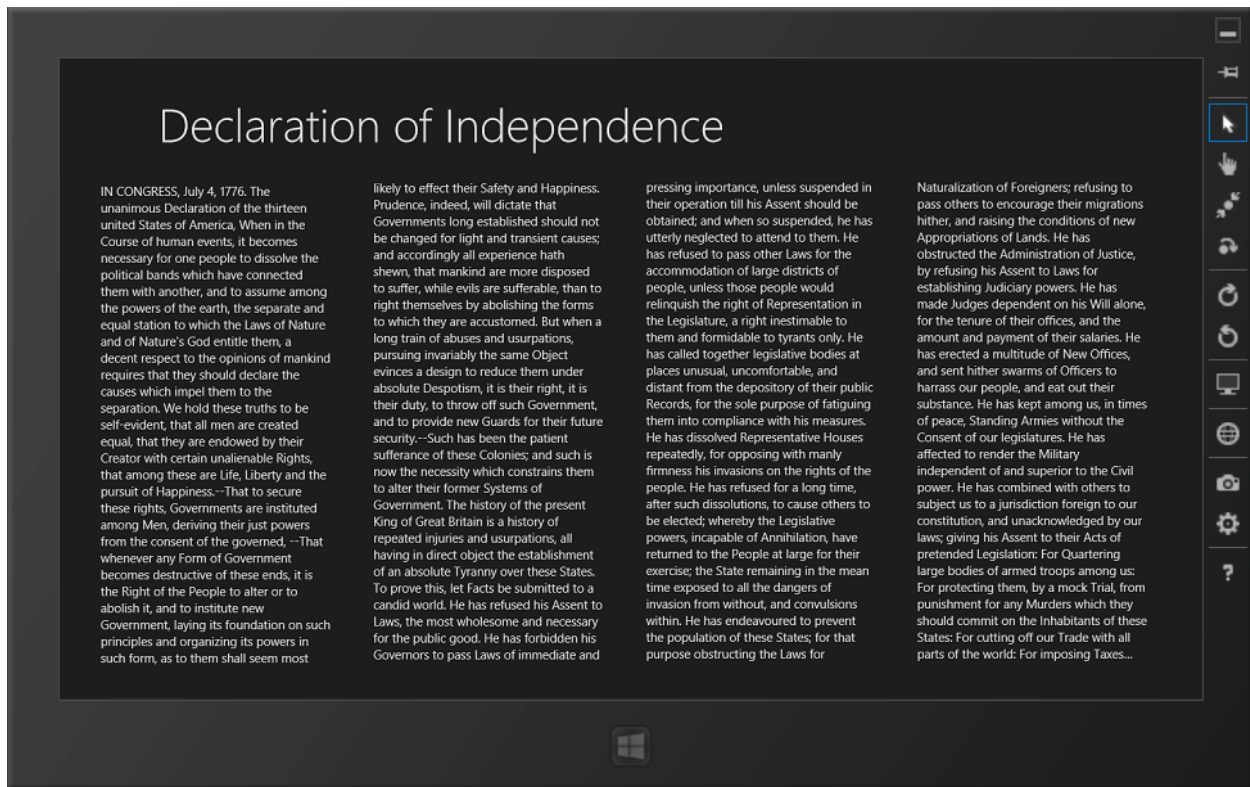 Declaration of Independence
IN CONGRESS, July 4, 1776. The
unanimous Declaration of the thirteen
united States of America, When in the
Course of human events, it becomes
necessary for one people to dissolve the
political bands which have connected
them with another, and to assume among
the powers of the earth, the separate and
equal station to which the Laws of Nature
and of Nature's God entitle them, a
decent respect to the opinions of mankind
requires that they should declare the
causes which impel them to the
separation. We hold these truths to be
self-evident, that all men are created
equal, that they are endowed by their
Creator with certain unalienable Rights,
that among these are Life, Liberty and the
pursuit of Happiness.--That to secure
these rights, Governments are instituted
among Men, deriving their just powers
from the consent of the governed, --That
whenever any Form of Government
becomes destructive of these ends, it is
the Right of the People to alter or to
abolish it, and to institute new
Government, laying its foundation on such
principles and organizing its powers in
such form, as to them shall seem most
likely to effect their Safety and Happiness.
Prudence, indeed, will dictate that
Governments long established should not
be changed for light and transient causes;
and accordingly all experience hath
shewn, that mankind are more disposed
to suffer, while evils are sufferable, than to
right themselves by abolishing the forms
to which they are accustomed. But when a
long train of abuses and usurpations,
pursuing invariably the same Object
evinces a design to reduce them under
absolute Despotism, it is their right, it is
their duty, to throw off such Government,
and to provide new Guards for their future
security.--Such has been the patient
sufferance of these Colonies; and such is
now the necessity which constrains them
to alter their former Systems of
Government. The history of the present
King of Great Britain is a history of
repeated injuries and usurpations, all
having in direct object the establishment
of an absolute Tyranny over these States.
To prove this, let Facts be submitted to a
candid world. He has refused his Assent to
Laws, the most wholesome and necessary
for the public good. He has forbidden his
Governors to pass Laws of immediate and
pressing importance, unless suspended in
their operation till his Assent should be
obtained; and when so suspended, he has
utterly neglected to attend to them. He
has refused to pass other Laws for the
accommodation of large districts of
people, unless those people would
relinquish the right of Representation in
the Legislature, a right inestimable to
them and formidable to tyrants only. He
has called together legislative bodies at
places unusual, uncomfortable, and
distant from the depository of their public
Records, for the sole purpose of fatiguing
them into compliance with his measures.
He has dissolved Representative Houses
repeatedly, for opposing with manly
firmness his invasions on the rights of the
people. He has refused for a long time,
after such dissolutions, to cause others to
be elected; whereby the Legislative
powers, incapable of Annihilation, have
returned to the People at large for their
exercise; the State remaining in the mean
time exposed to all the dangers of
invasion from without, and convulsions
within. He has endeavoured to prevent
the population of these States; for that
purpose obstructing the Laws for
Naturalization of Foreigners; refusing to
pass others to encourage their migrations
hither, and raising the conditions of new
Appropriations of Lands. He has
obstructed the Administration of Justice,
by refusing his Assent to Laws for
establishing Judiciary powers. He has
made Judges dependent on his Will alone,
for the tenure of their offices, and the
amount and payment of their salaries. He
has erected a multitude of New Offices,
and sent hither swarms of Officers to
harrass our people, and eat out their
substance. He has kept among us, in times
of peace, Standing Armies without the
Consent of our legislatures. He has
affected to render the Military
independent of and superior to the Civil
power. He has combined with others to
subject us to a jurisdiction foreign to our
constitution, and unacknowledged by our
laws; giving his Assent to their Acts of
pretended Legislation: For Quartering
large bodies of armed troops among us:
For protecting them, by a mock Trial, from
punishment for any Murders which they
should commit on the Inhabitants of these
States: For cutting off our Trade with all
parts of the world: For imposing Taxes...